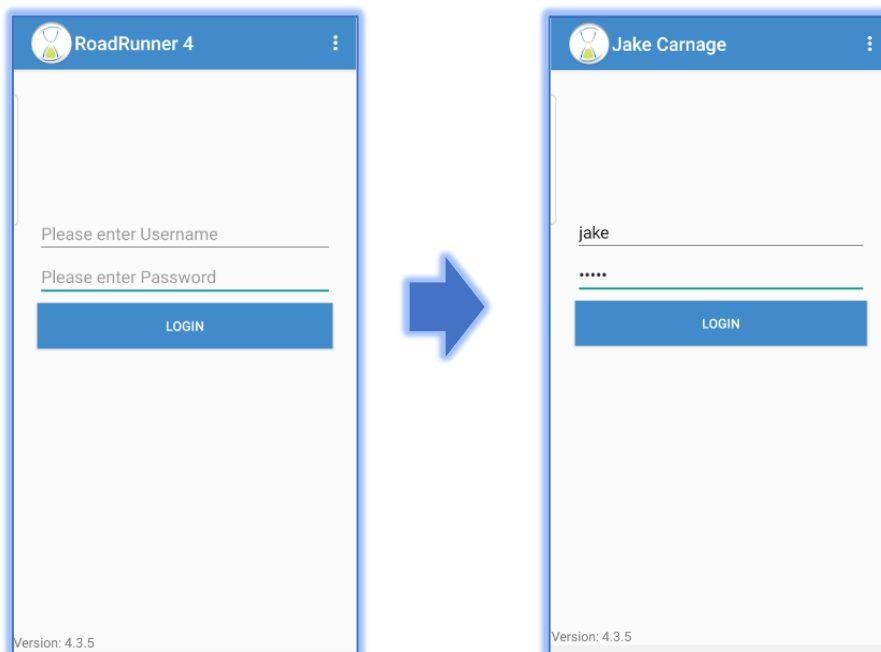 RoadRunner 4
Please enter Username
Please enter Password
LOGIN
Version: 4.3.5
Jake Carnage
jake
•••••
LOGIN
Version: 4.3.5